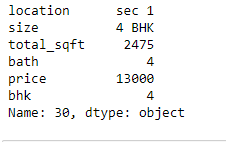 location sec 1
size 4 BHK
total_sqft 2475
bath 4
price 13000
bhk 4
Name: 30, dtype: object